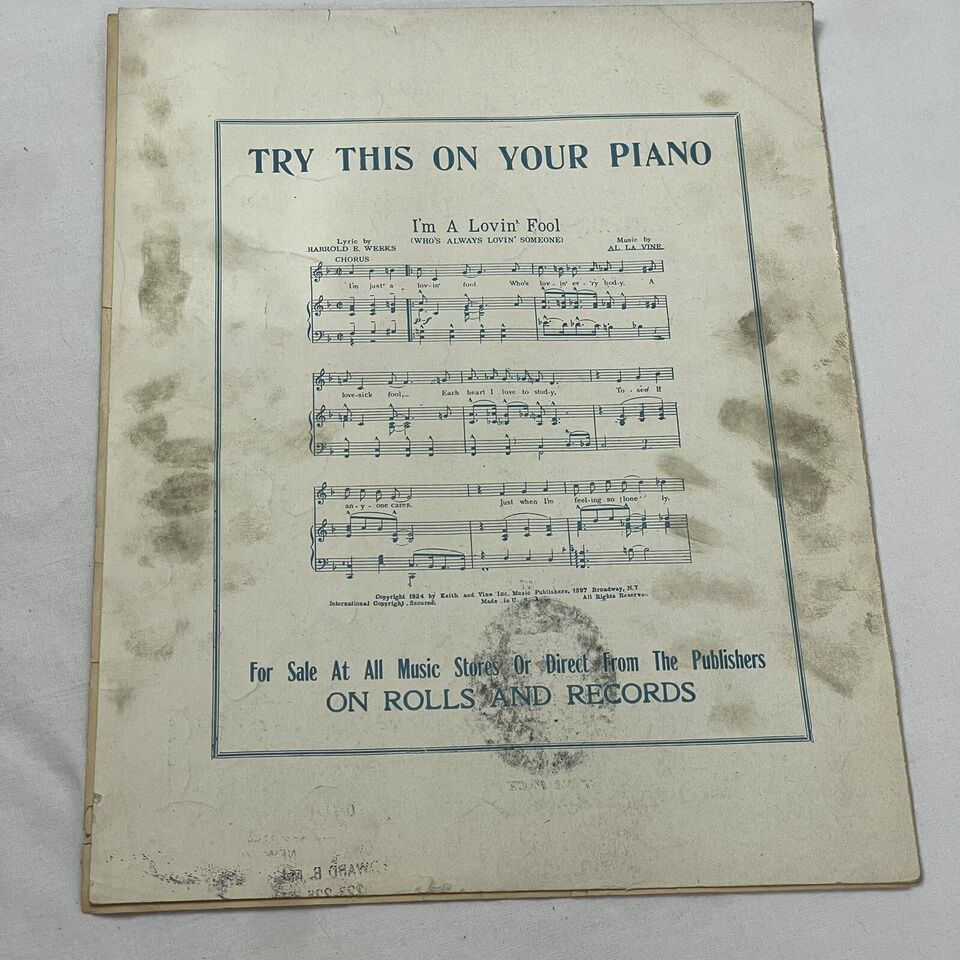 TRY THIS ON YOUR PIANO
I'm A Lovin' Fool
(WHO'S ALWAYS LOVIN' SOMEONE)
Lyric by
HARROLD E. WEEKS
Music by
AL LA VINE
CHORUS
I'm just a lov-in' fool Who's lov-in' ev-'ry bod-y, A
love-sick fool,__ Each heart I love to stud-y, To-see If
an-y-one cares. Just when I'm feel-ing so lone-ly,
Copyright 1924 by Keith and Vine Inc. Music Publishers, 1397 Broadway, N.Y.
International Copyright Secured. Made in U.S.A. All Rights Reserved
For Sale At All Music Stores Or Direct From The Publishers
ON ROLLS AND RECORDS
WARD B.